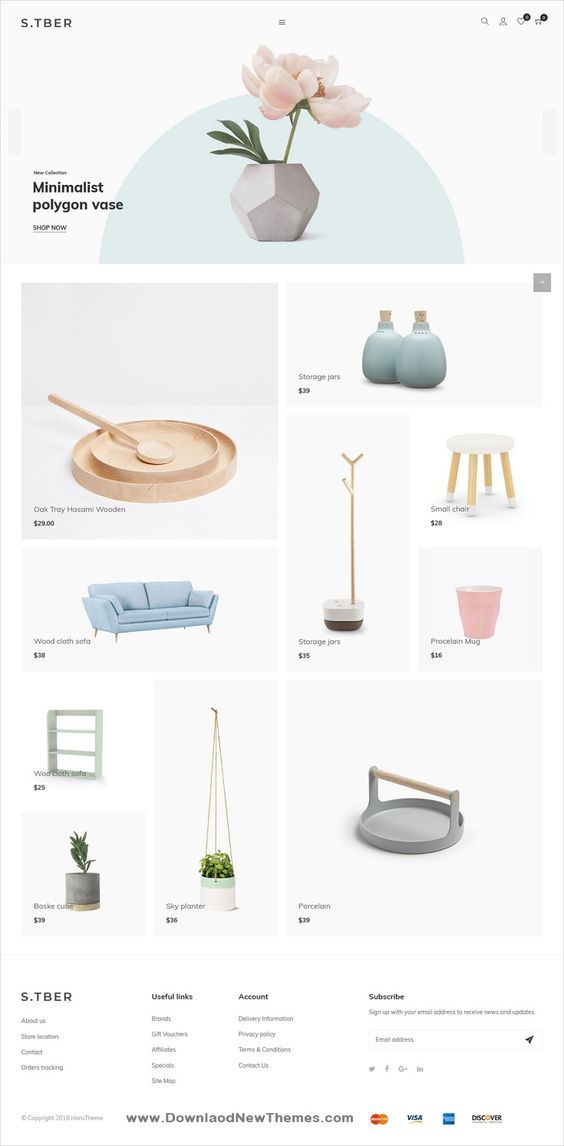 S.TBER
0
0
New Collection
Minimalist
polygon vase
SHOP NOW
Storage jars
$39
Oak Tray Hasami Wooden
$29.00
Small chair
$28
Wood cloth sofa
$38
Storage jars
$35
Procelain Mug
$16
Woo cloth sofa
$25
Boske cube
$39
Sky planter
$36
Porcelain
$39
S.TBER
About us
Store location
Contact
Orders tracking
Useful links
Brands
Gift Vouchers
Affiliates
Specials
Site Map
Account
Delivery Information
Privacy policy
Terms & Conditions
Contact Us
Subscribe
Sign up with your email address to receive news and updates.
Email address
© Copyright 2018 HaruTheme
www.DownlaodNewThemes.com
VISA
DISCOVER